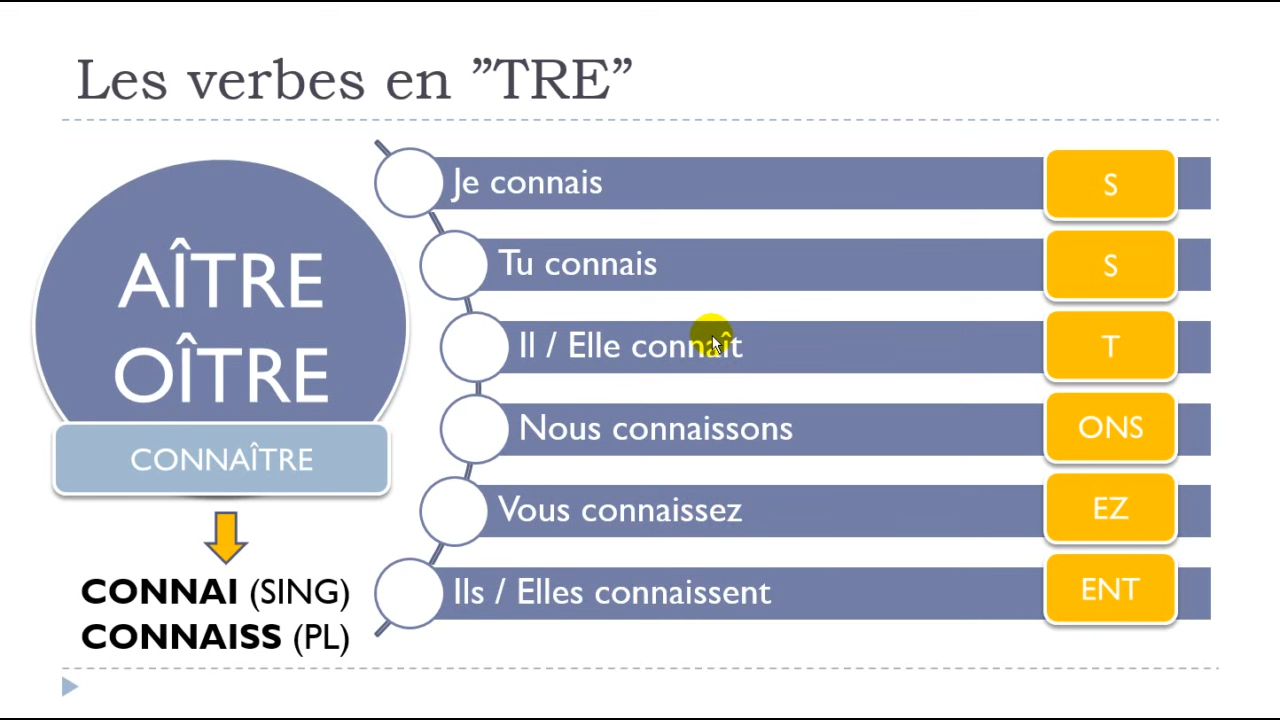 Les verbes en ”TRE”
AÎTRE
OÎTRE
CONNAÎTRE
CONNAI (SING)
CONNAISS (PL)
Je connais
S
Tu connais
S
Il / Elle connaît
T
Nous connaissons
ONS
Vous connaissez
EZ
Ils / Elles connaissent
ENT